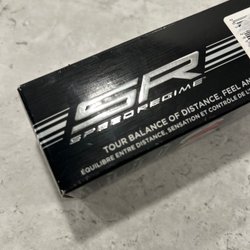 SR
SPEEDREGIME
TOUR BALANCE OF DISTANCE, FEEL AN
ÉQUILIBRE ENTRE DISTANCE, SENSATION ET CONTRÔLE DE L'